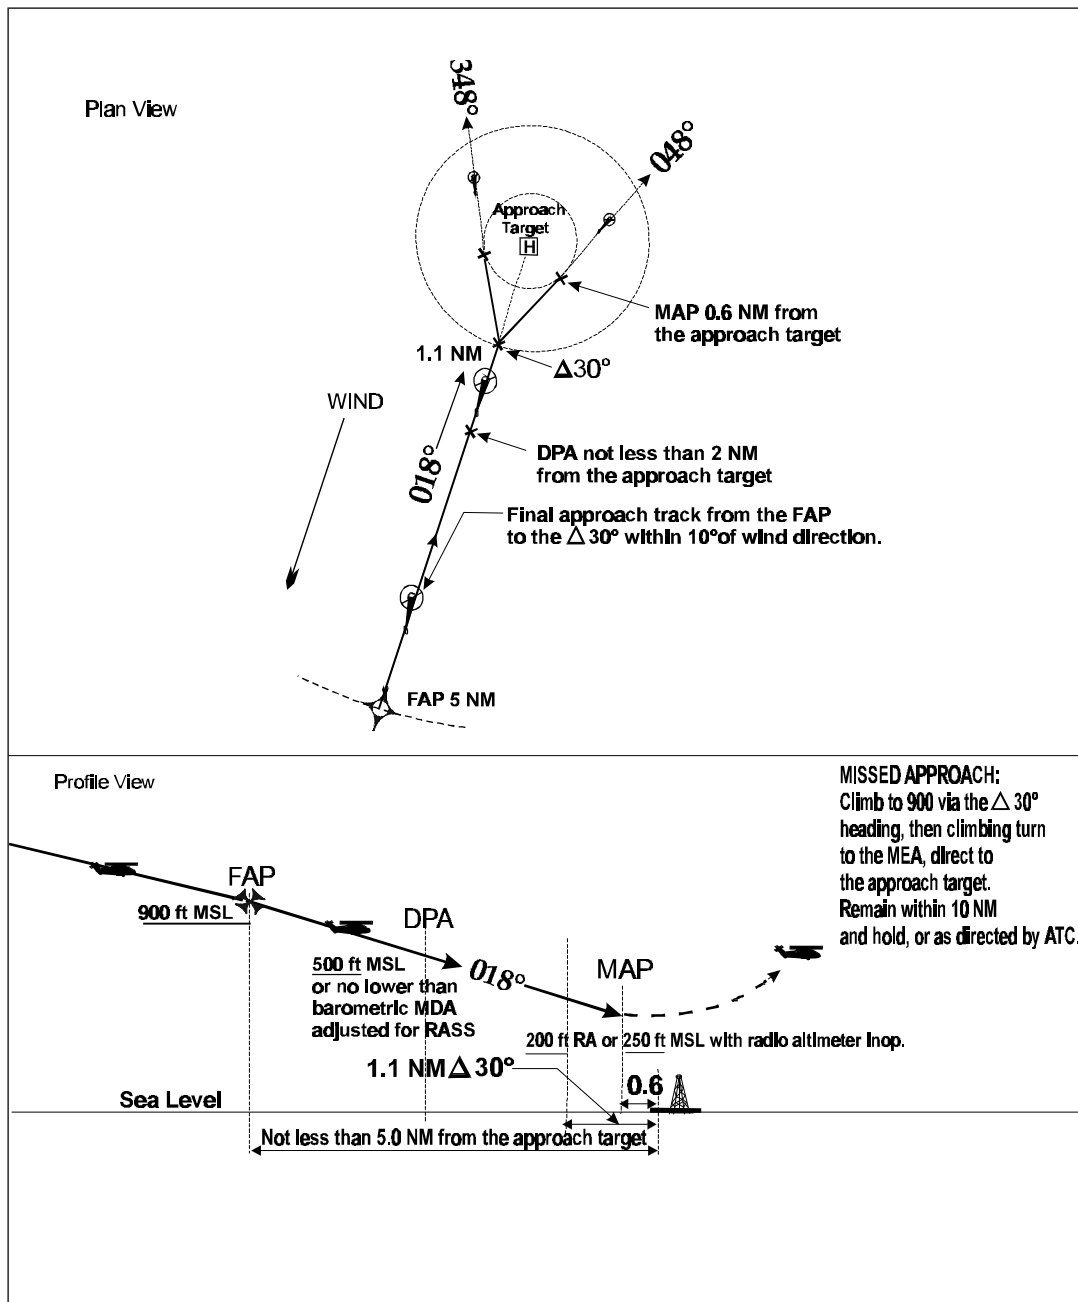 Plan View
348°
048°
Approach
Target
H
MAP 0.6 NM from
the approach target
1.1 NM
Δ30°
WIND
018°
DPA not less than 2 NM
from the approach target
Final approach track from the FAP
to the △ 30° within 10°of wind direction.
FAP 5 NM
Profile View
MISSED APPROACH:
Climb to 900 via the △ 30°
heading, then climbing turn
to the MEA, direct to
the approach target.
Remain within 10 NM
and hold, or as directed by ATC.
FAP
900 ft MSL
DPA
500 ft MSL
or no lower than
barometric MDA
adjusted for RASS
018°
MAP
200 ft RA or 250 ft MSL with radio altimeter inop.
1.1 NM Δ 30°
0.6
Sea Level
Not less than 5.0 NM from the approach target